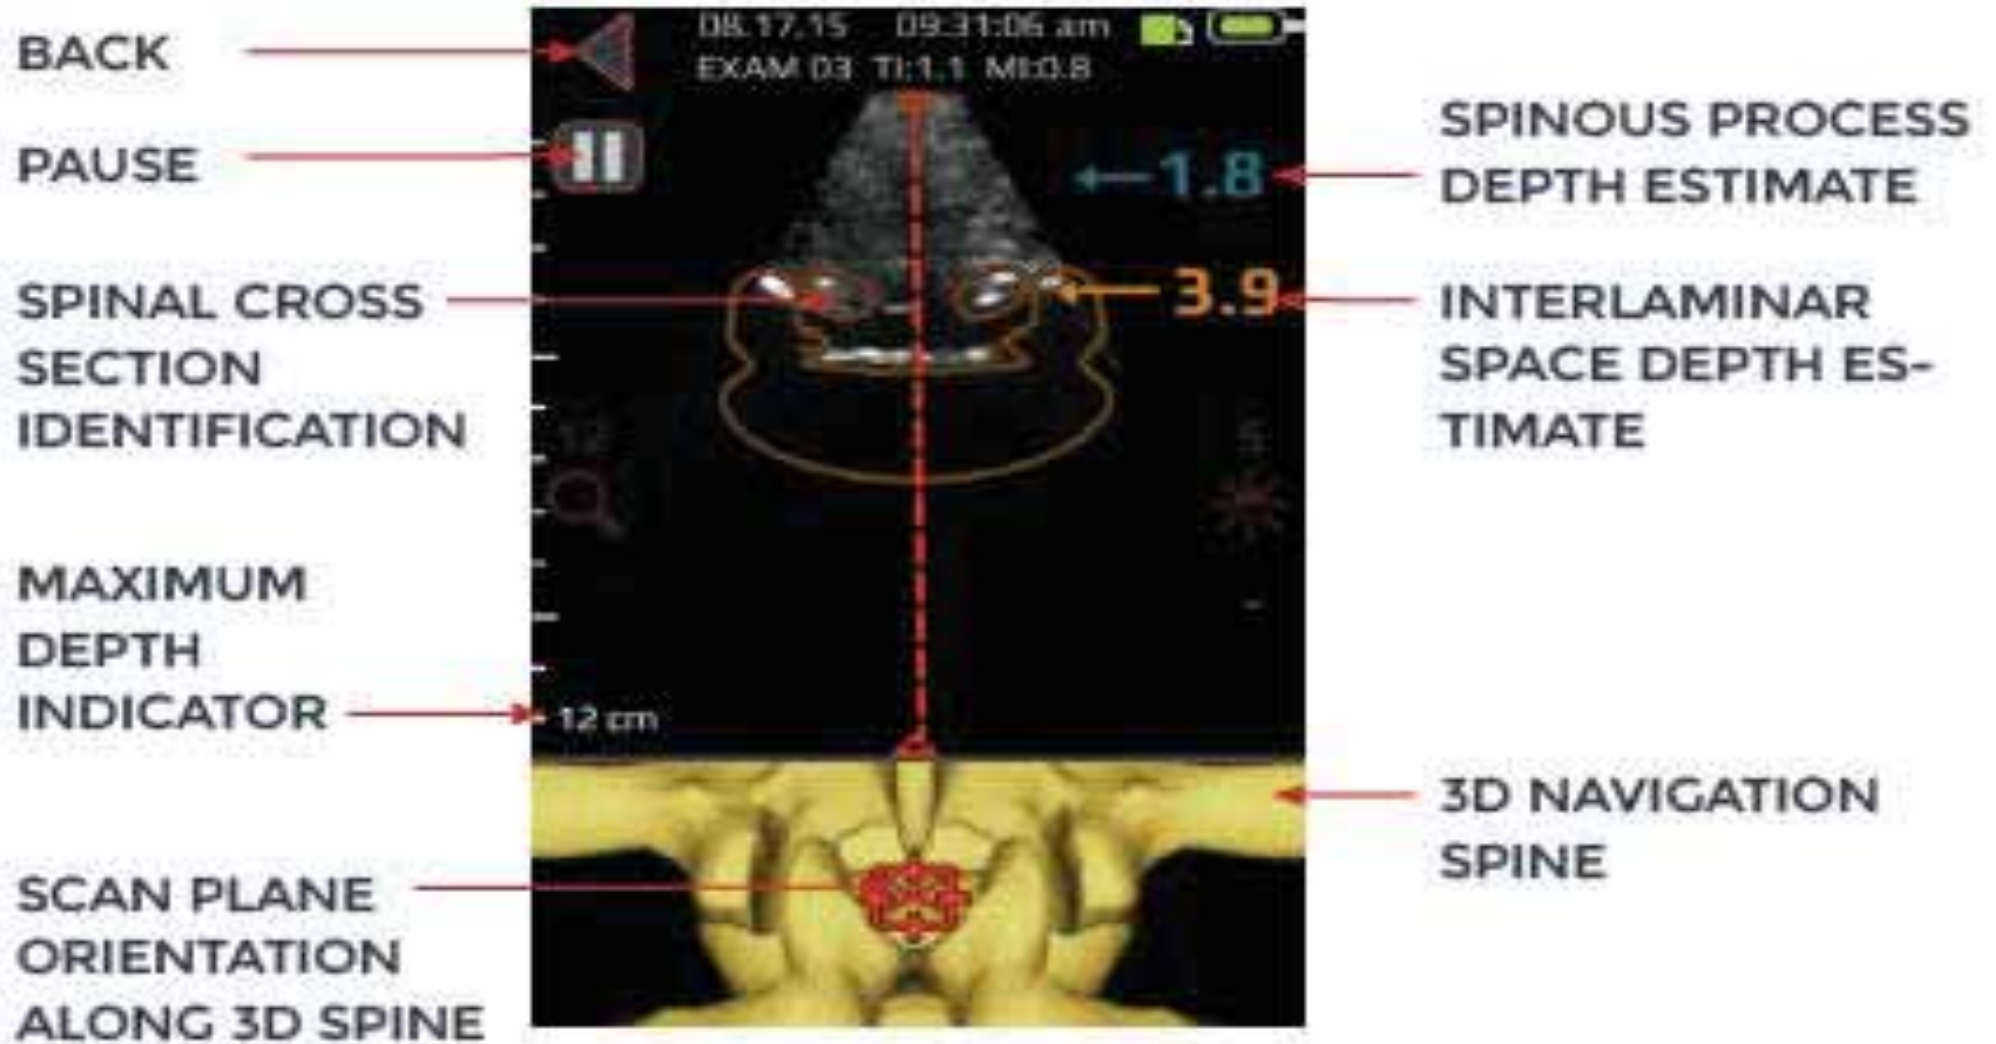 BACK
PAUSE
SPINAL CROSS
SECTION
IDENTIFICATION
MAXIMUM
DEPTH
INDICATOR
SCAN PLANE
ORIENTATION
ALONG 3D SPINE
08.17.15 09:31:06 am
EXAM 03 TI:1.1 MI:0.8
1.8
3.9
12
5
12 cm
SPINOUS PROCESS
DEPTH ESTIMATE
INTERLAMINAR
SPACE DEPTH ES-
TIMATE
3D NAVIGATION
SPINE